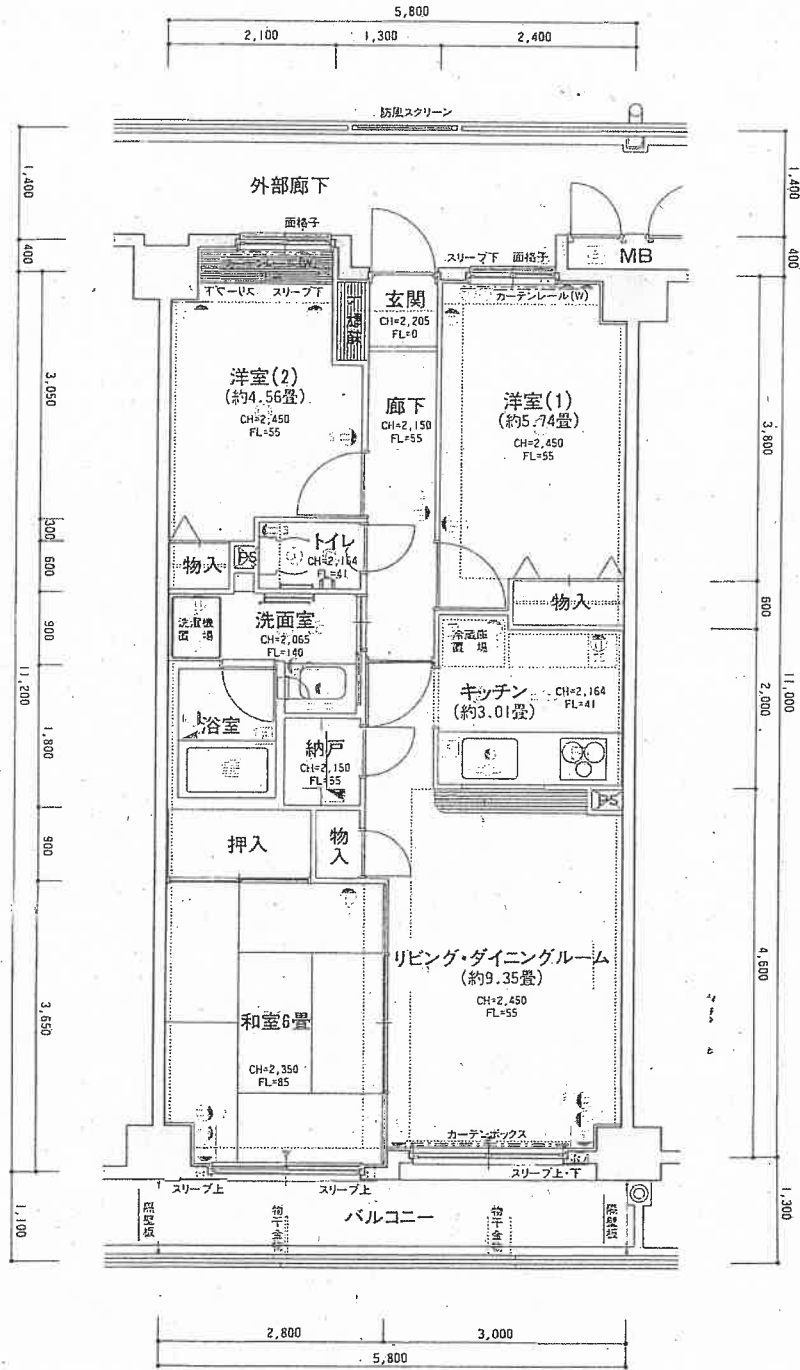 5,800
2,100
1,300
2,400
防風スクリーン
1,400
400
3,050
300
600
900
1,800
900
3,650
11,200
1,100
1,400
400
3,800
600
2,000
4,600
11,000
1,300
外部廊下
面格子
スリーブ下
面格子
MB
スリーブ下
カーテンレール(W)
玄関
CH=2,205
FL=0
洋室(2)
(約4.56畳)
CH=2,450
FL=55
廊下
CH=2,150
FL=55
洋室(1)
(約5.74畳)
CH=2,450
FL=55
物入
PS
トイレ
CH=2,164
FL=41
物入
洗濯機
置場
洗面室
CH=2,065
FL=140
冷蔵庫
置場
キッチン
(約3.01畳)
CH=2,164
FL=41
浴室
納戸
CH=2,150
FL=55
PS
押入
物入
リビング・ダイニングルーム
(約9.35畳)
CH=2,450
FL=55
和室6畳
CH=2,350
FL=85
カーテンボックス
スリーブ上
スリーブ上
スリーブ上・下
隔壁板
物干金物
バルコニー
物干金物
隔壁板
2,800
3,000
5,800